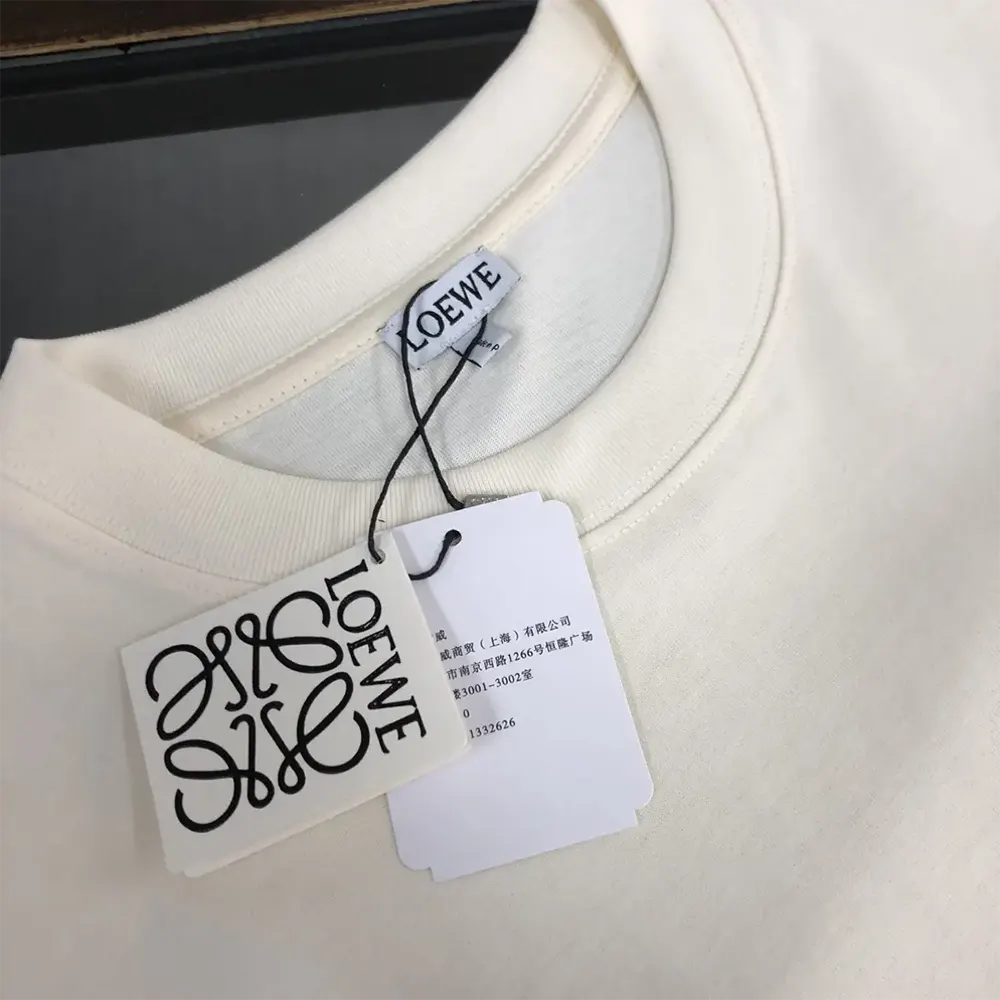 LOEWE
LOEWE
威
威商贸（上海）有限公司
市南京西路1266号恒隆广场
楼3001-3002室
0
1332626